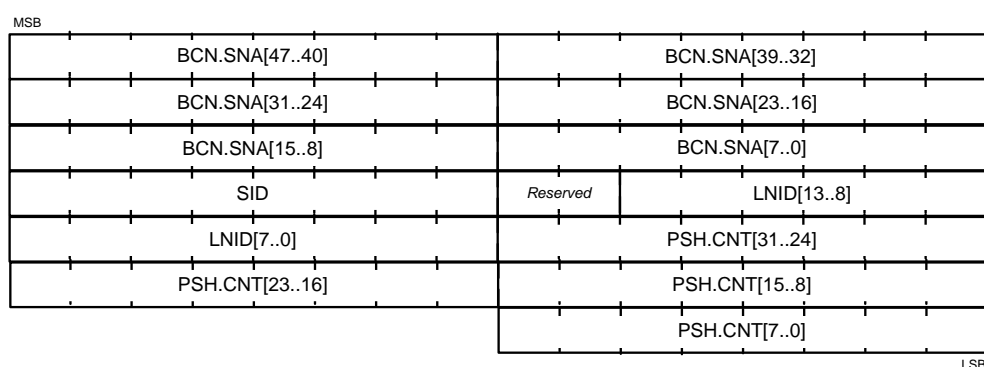 MSB
BCN.SNA[47..40] BCN.SNA[39..32]
BCN.SNA[31..24] BCN.SNA[23..16]
BCN.SNA[15..8] BCN.SNA[7..0]
SID Reserved LNID[13..8]
LNID[7..0] PSH.CNT[31..24]
PSH.CNT[23..16] PSH.CNT[15..8]
PSH.CNT[7..0]
LSB